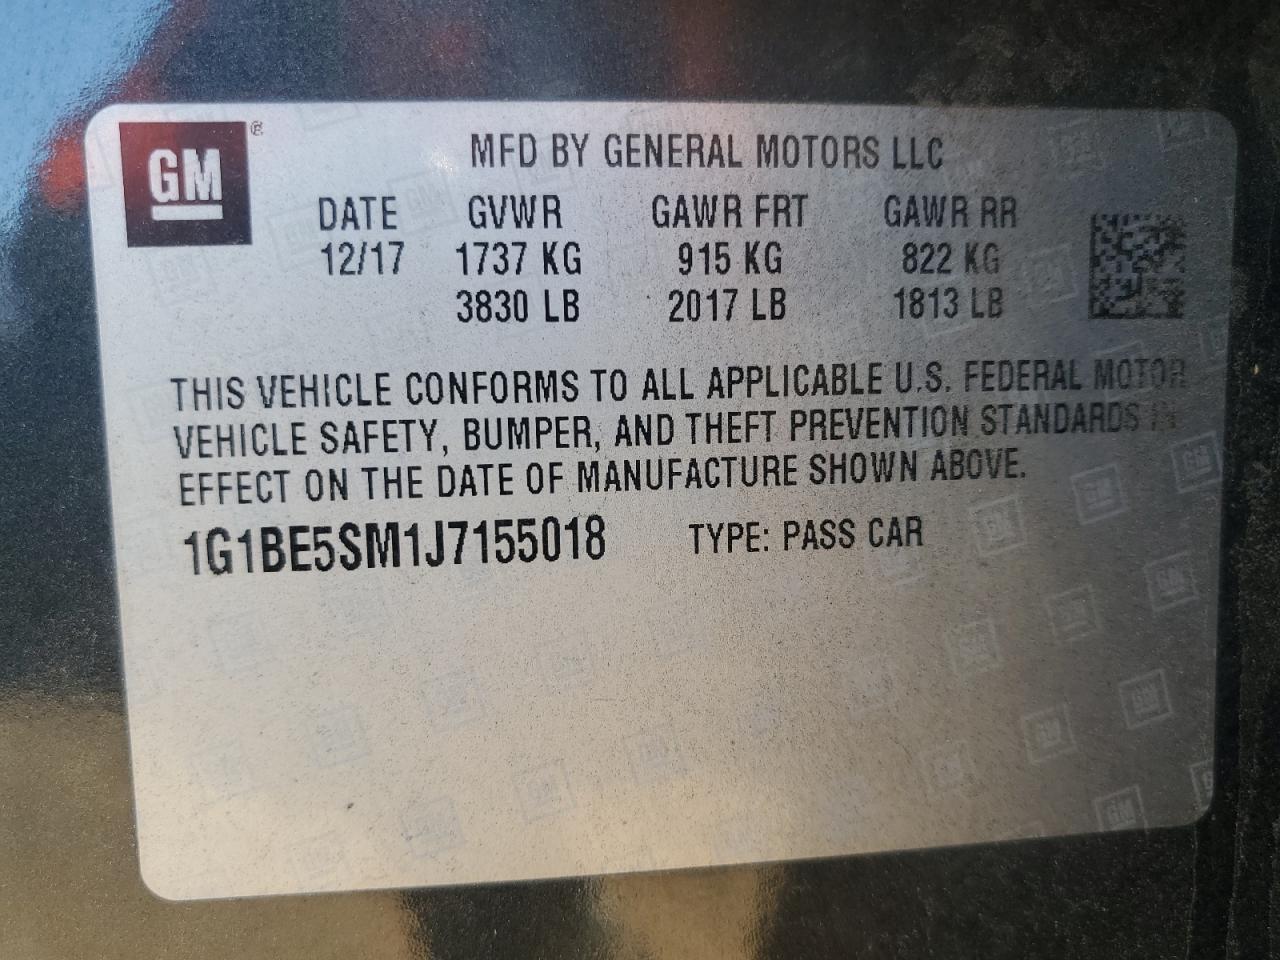 GM ®
MFD BY GENERAL MOTORS LLC
DATE GVWR GAWR FRT GAWR RR
12/17 1737 KG 915 KG 822 KG
3830 LB 2017 LB 1813 LB
THIS VEHICLE CONFORMS TO ALL APPLICABLE U.S. FEDERAL MOTOR
VEHICLE SAFETY, BUMPER, AND THEFT PREVENTION STANDARDS IN
EFFECT ON THE DATE OF MANUFACTURE SHOWN ABOVE.
1G1BE5SM1J7155018 TYPE: PASS CAR